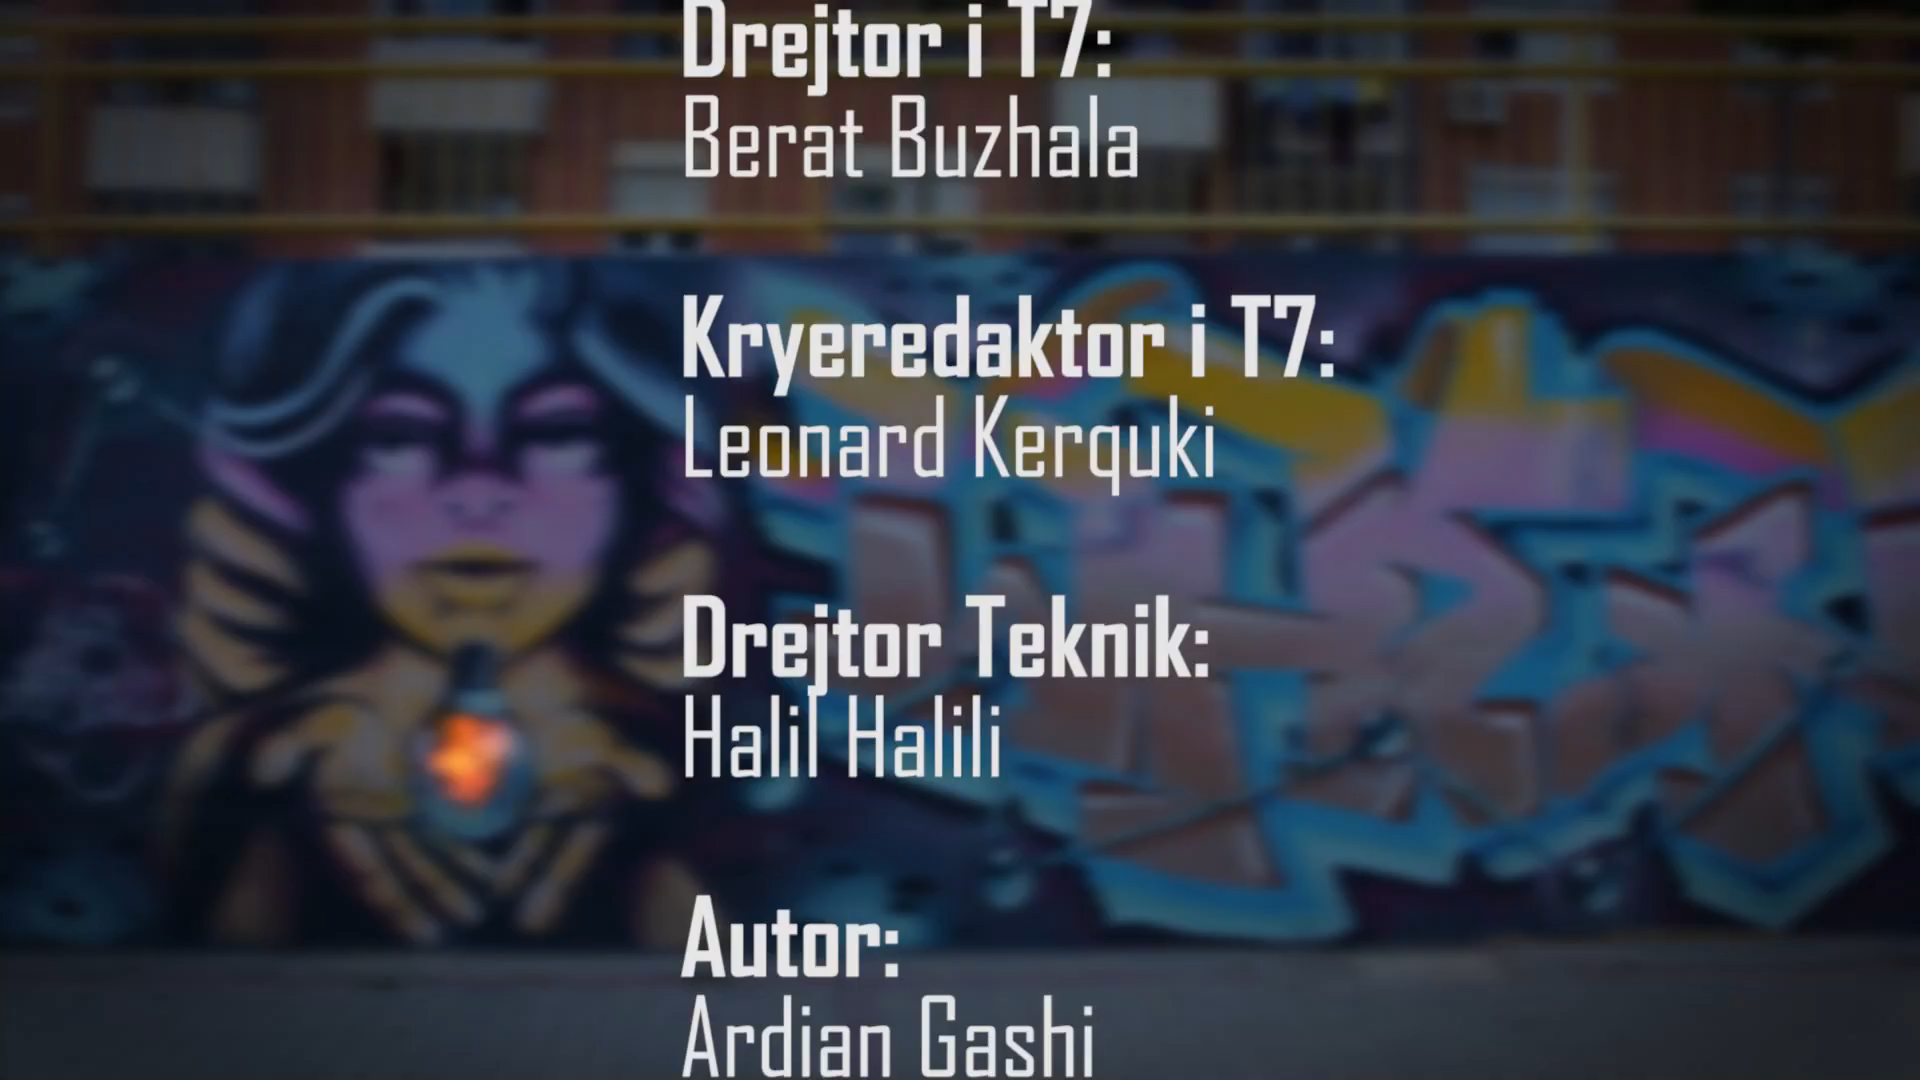 Drejtor i T7:
Berat Buzhala
Kryeredaktor i T7:
Leonard Kerquki
Drejtor Teknik:
Halil Halili
Autor:
Ardian Gashi